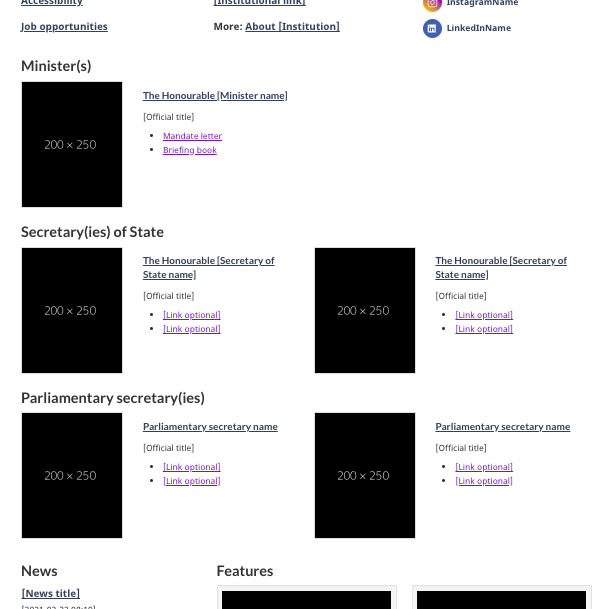 Accessibility
[Institutional link]
InstagramName
Job opportunities
More: About [Institution]
LinkedInName
Minister(s)
200 × 250
The Honourable [Minister name]
[Official title]
Mandate letter
Briefing book
Secretary(ies) of State
200 × 250
The Honourable [Secretary of
State name]
[Official title]
[Link optional]
[Link optional]
200 × 250
The Honourable [Secretary of
State name]
[Official title]
[Link optional]
[Link optional]
Parliamentary secretary(ies)
200 × 250
Parliamentary secretary name
[Official title]
[Link optional]
[Link optional]
200 × 250
Parliamentary secretary name
[Official title]
[Link optional]
[Link optional]
News
[News title]
Features